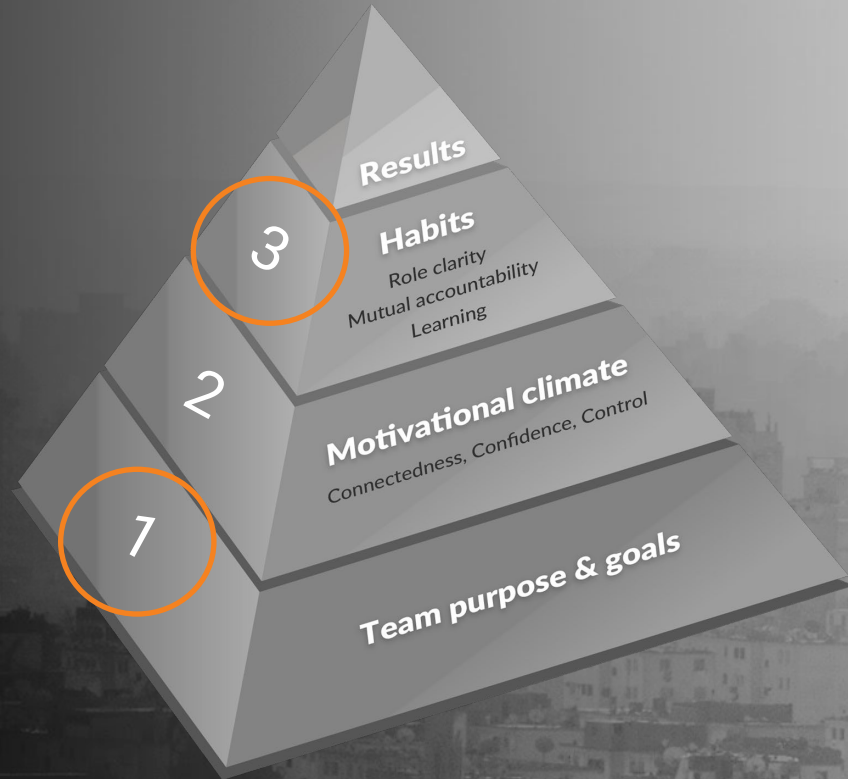 Results
3
Habits
Role clarity
Mutual accountability
Learning
2
Motivational climate
Connectedness, Confidence, Control
1
Team purpose & goals